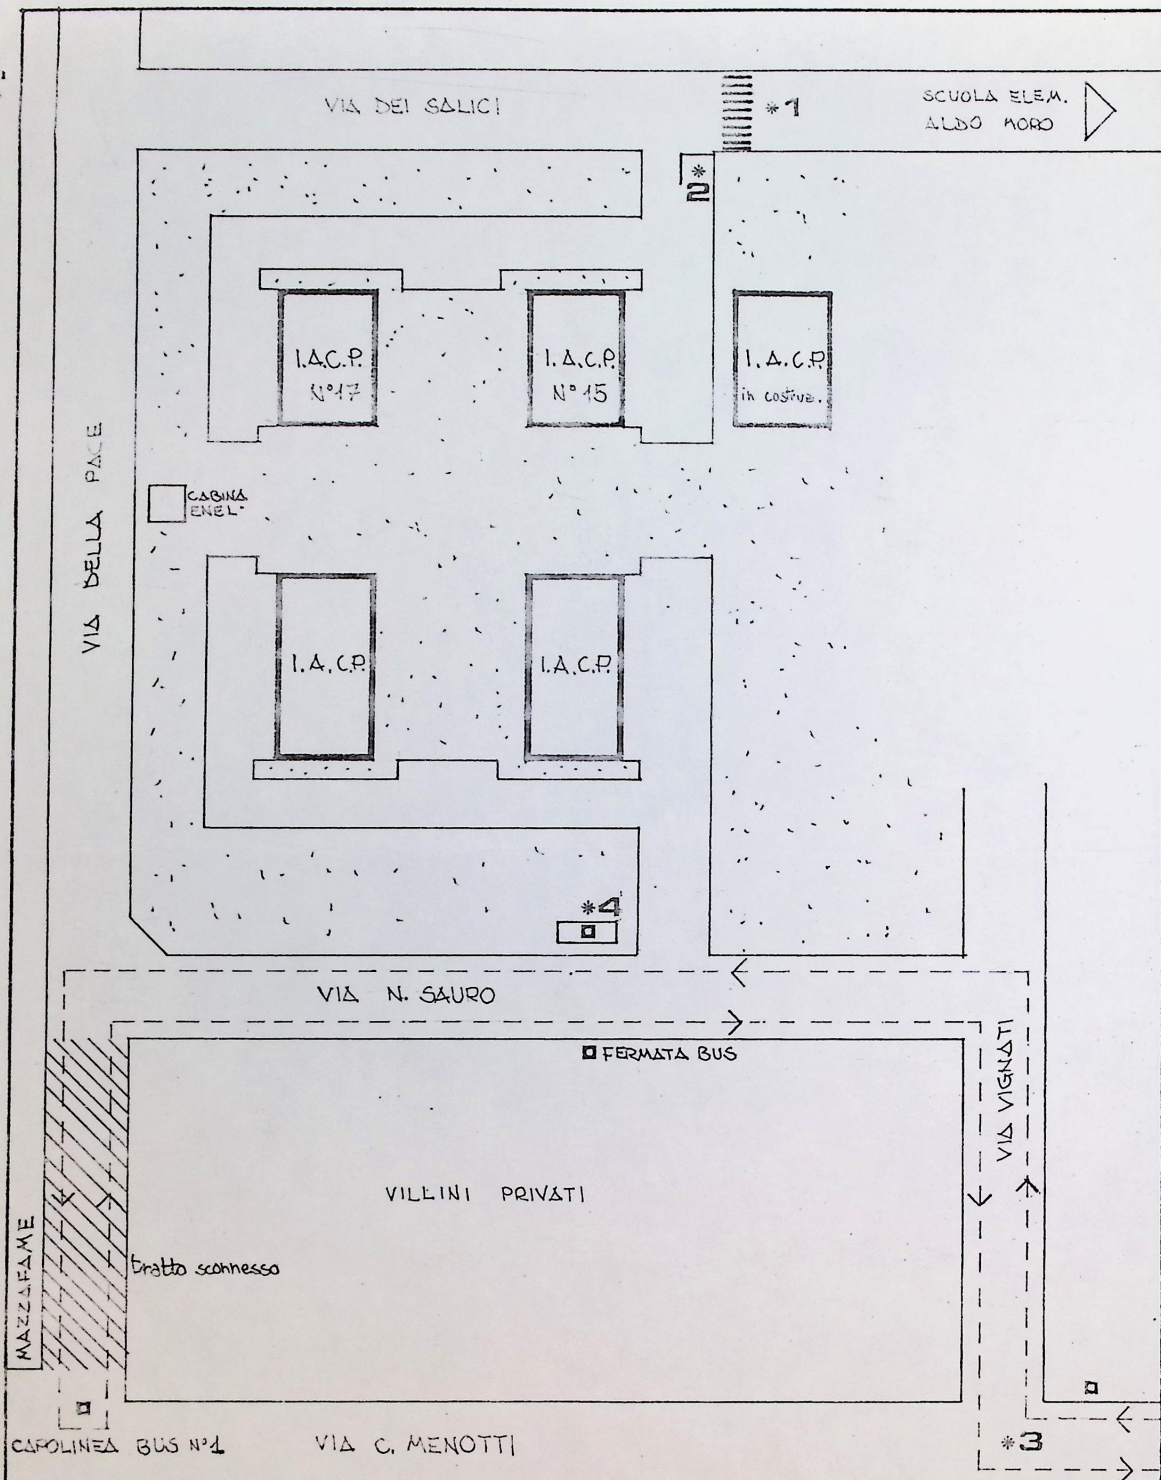 VIA DEI SALICI
*1
SCUOLA ELEM.
ALDO MORO
*
2
I.A.C.P.
N°17
I.A.C.P.
N°15
I.A.C.P.
in costruz.
VIA DELLA PACE
CABINA
ENEL
I.A.C.P.
I.A.C.P.
*4
VIA N. SAURO
FERMATA BUS
VIA VIGNATI
VILLINI PRIVATI
MAZZAFAME
tratto sconnesso
CAPOLINEA BUS N°1
VIA C. MENOTTI
*3